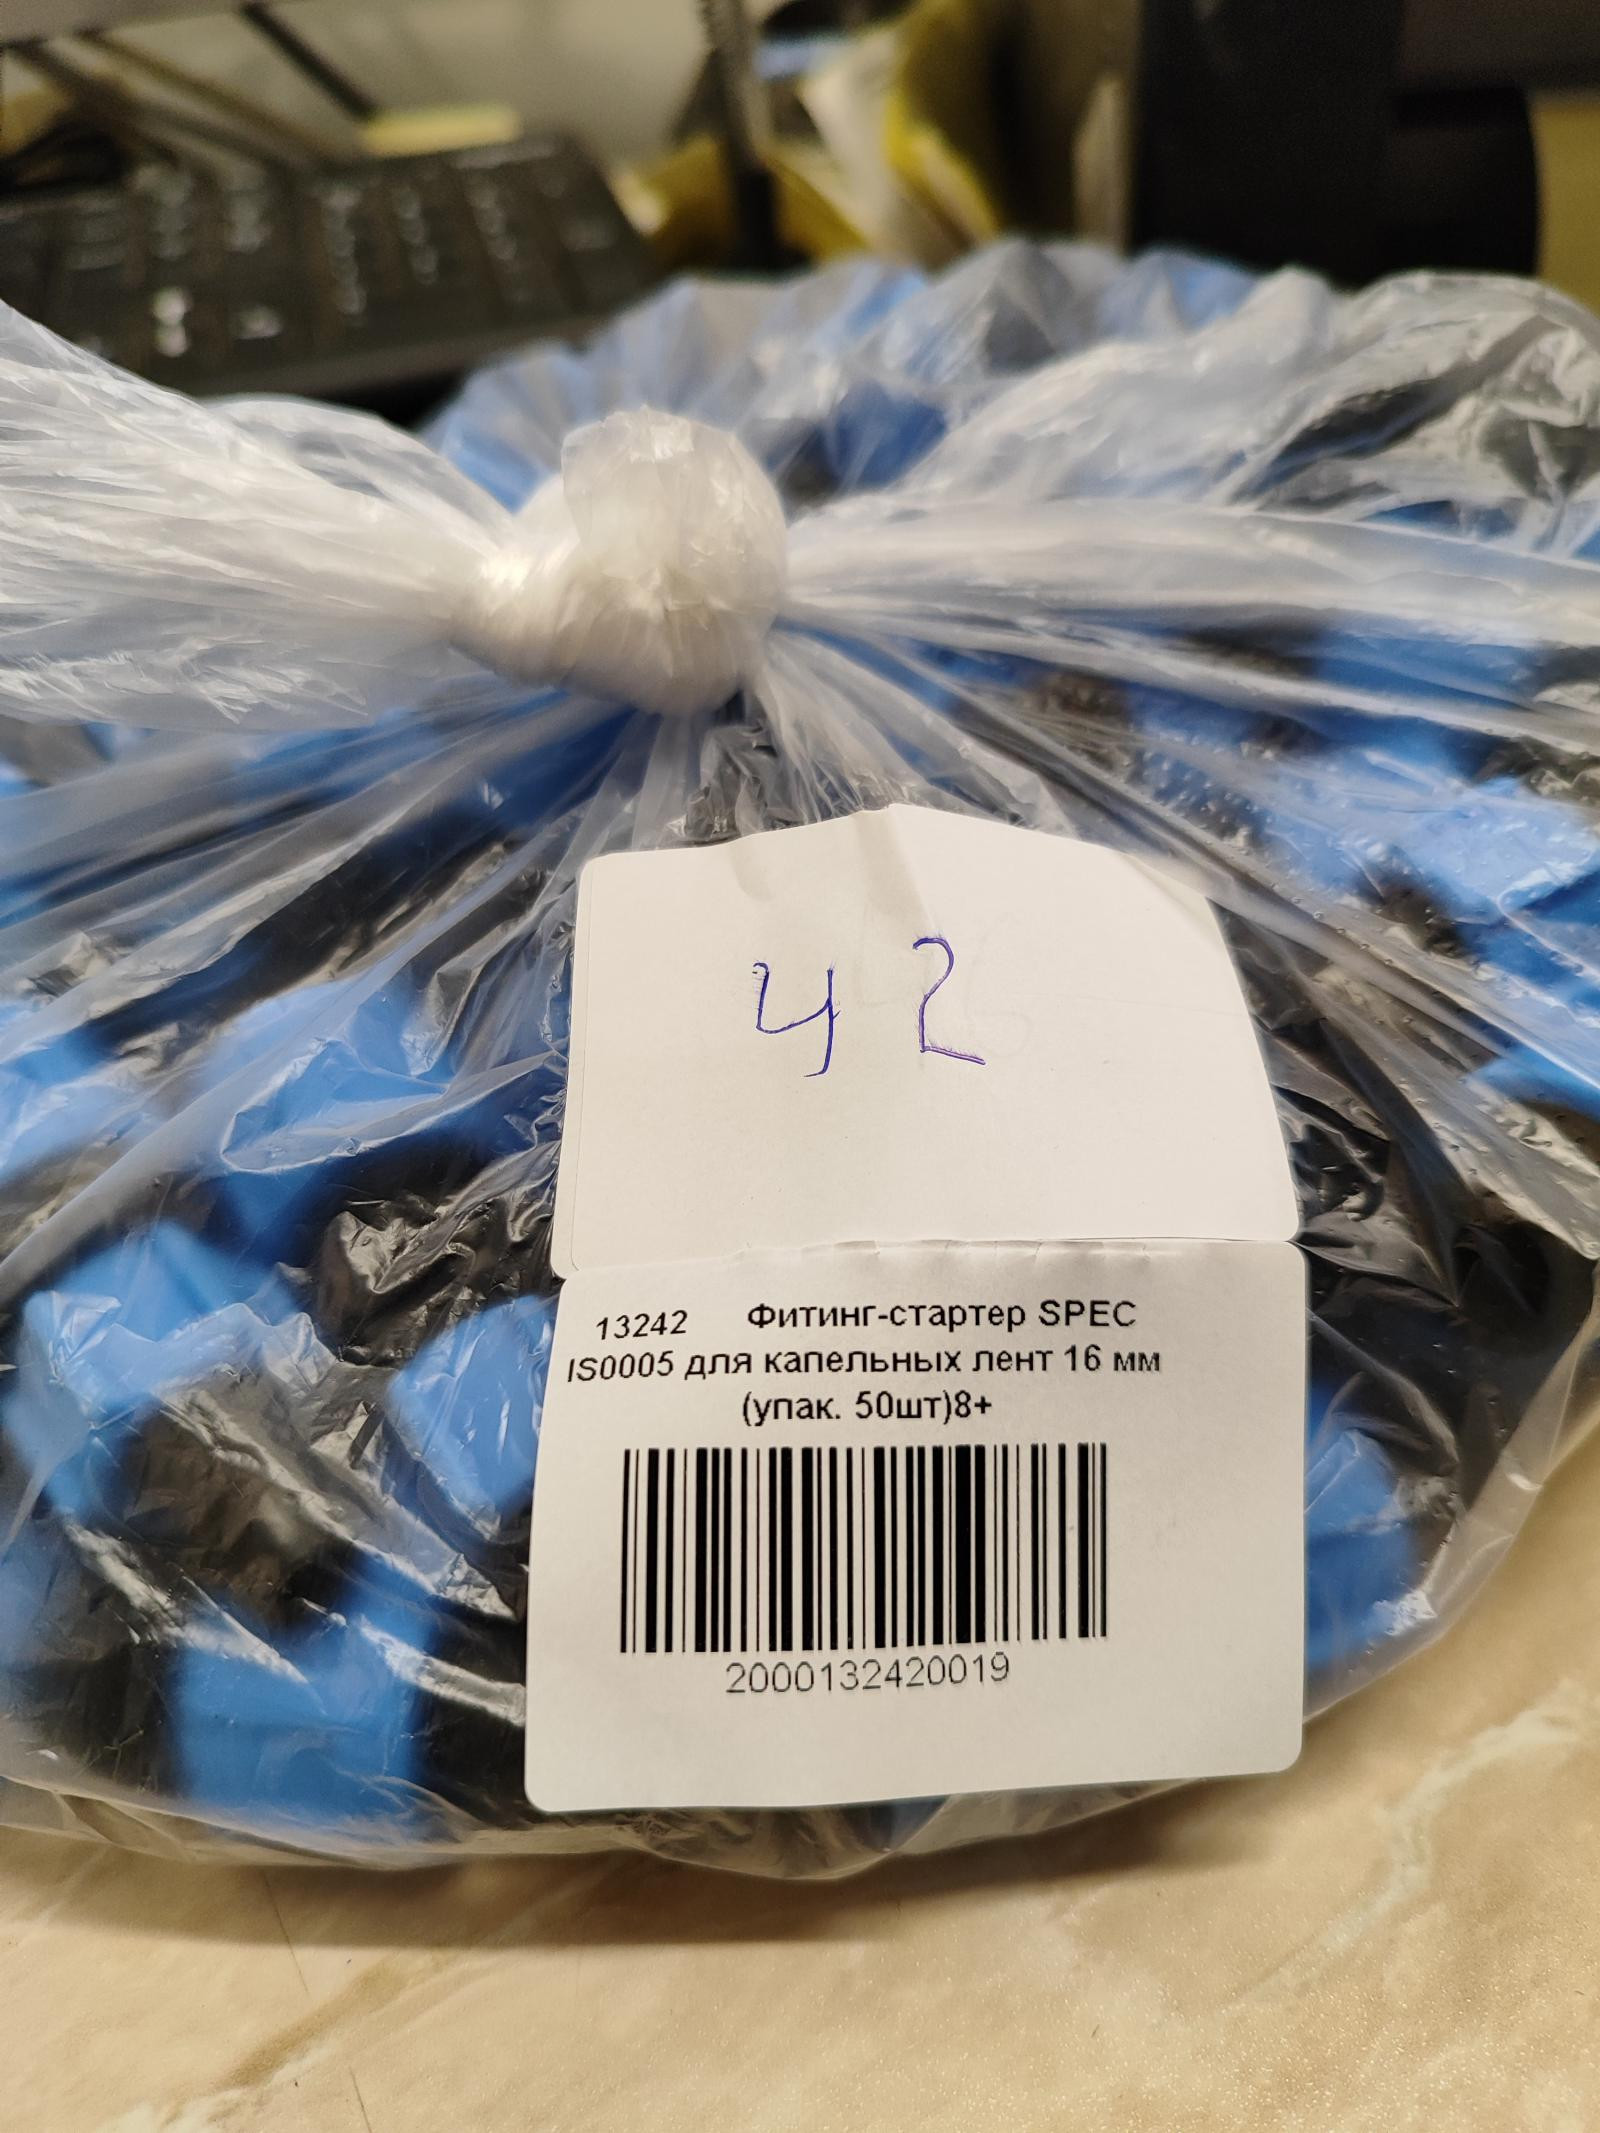 42
13242 Фитинг-стартер SPEC
IS0005 для капельных лент 16 мм
(упак. 50шт)8+
2000132420019